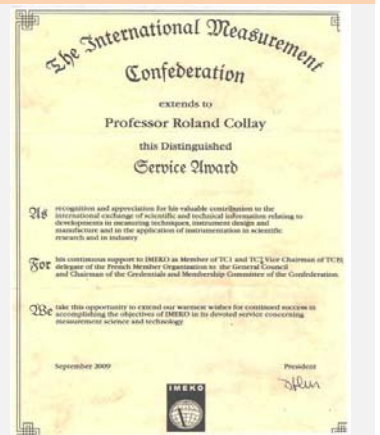 The International Measurement
Confederation
extends to
Professor Roland Collay
this Distinguished
Service Award
As recognition and appreciation for his valuable contribution to the
international exchange of scientific and technical information relating to
developments in measuring techniques, instrument design and
manufacture and in the application of instrumentation in scientific
research and in industry
For his continuous support to IMEKO as Member of TC1 and Vice Chairman of
delegate of the French Member Organization to the General Council
and Chairman of the Credentials and Membership Committee of the Confederation
We take this opportunity to extend our warmest wishes for continued success in
accomplishing the objectives of IMEKO in its devoted service concerning
measurement science and technology
September 2009
President
IMEKO